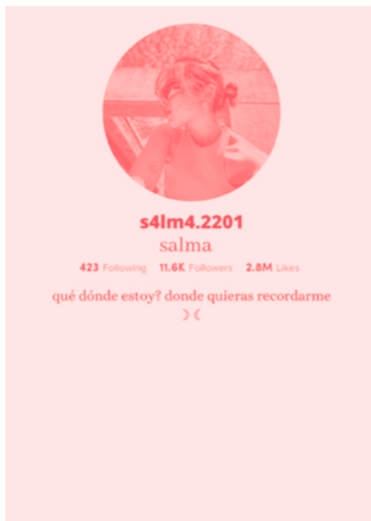 s4lm4.2201
salma
423 Following 11.6K Followers 2.8M Likes
qué dónde estoy? donde quieras recordarme
☽☾